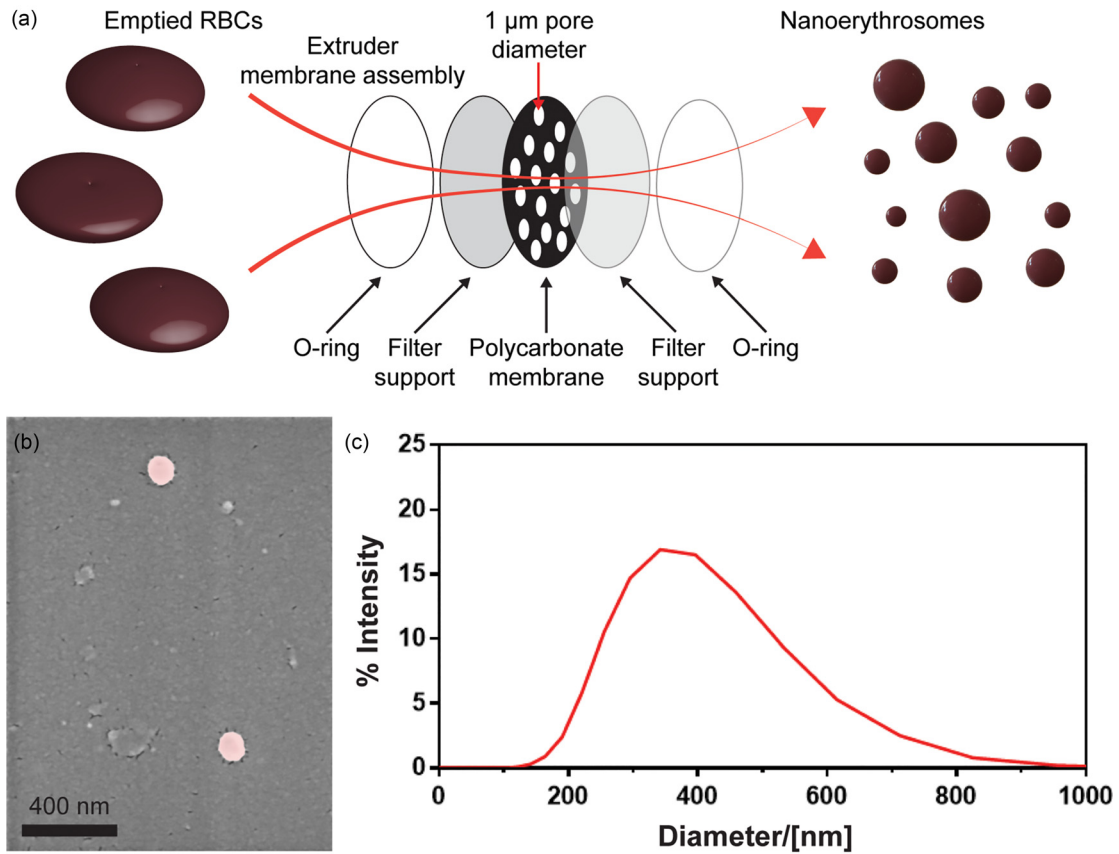 (a)
Emptied RBCs
1 µm pore
diameter
Nanoerythrosomes
Extruder
membrane assembly
O-ring
Filter
support
Polycarbonate
membrane
Filter
support
O-ring
(b)
400 nm
(c)
25
20
15
10
5
0
% Intensity
0 200 400 600 800 1000
Diameter/[nm]